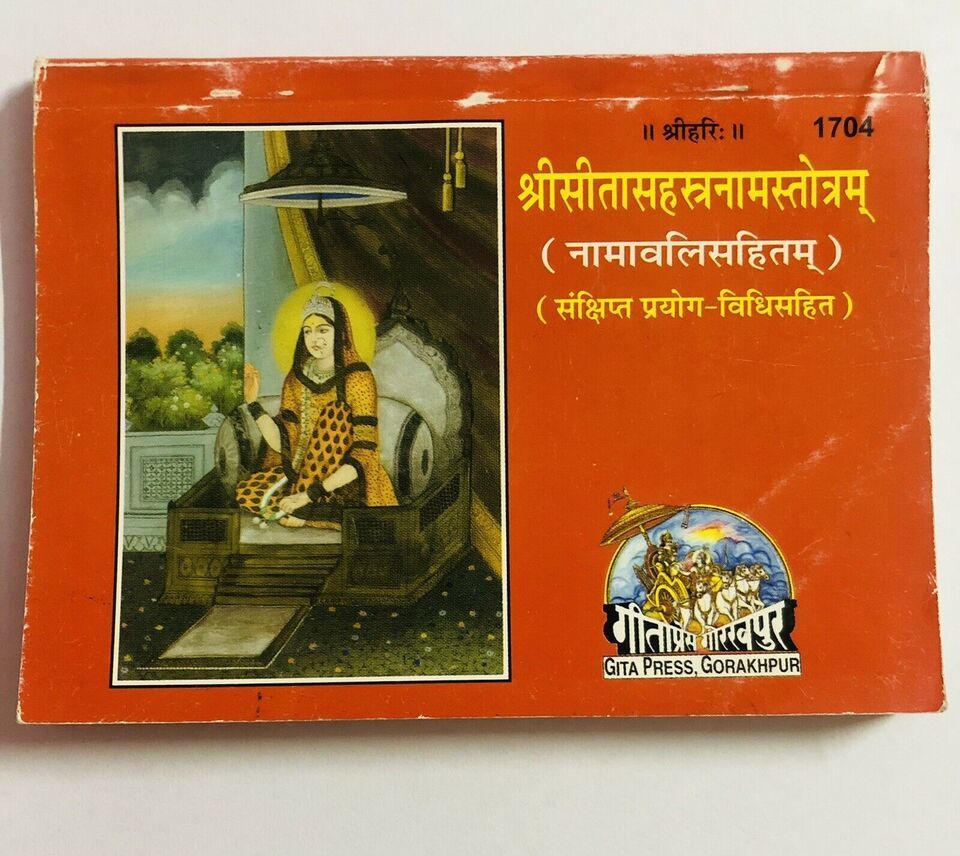 ॥ श्रीहरिः ॥ 1704
श्रीसीतासहस्त्रनामस्तोत्रम्
( नामावलिसहितम् )
( संक्षिप्त प्रयोग-विधिसहित )
गीताप्रेस गोरखपुर
GITA PRESS, GORAKHPUR